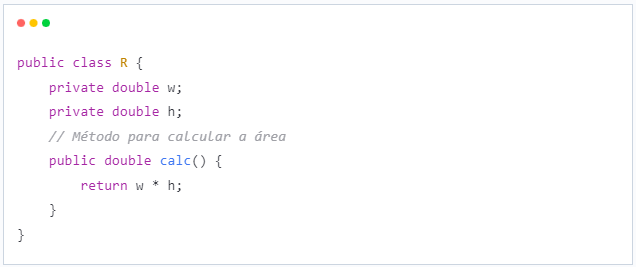 public class R {
    private double w;
    private double h;
    // Método para calcular a área
    public double calc() {
        return w * h;
    }
}